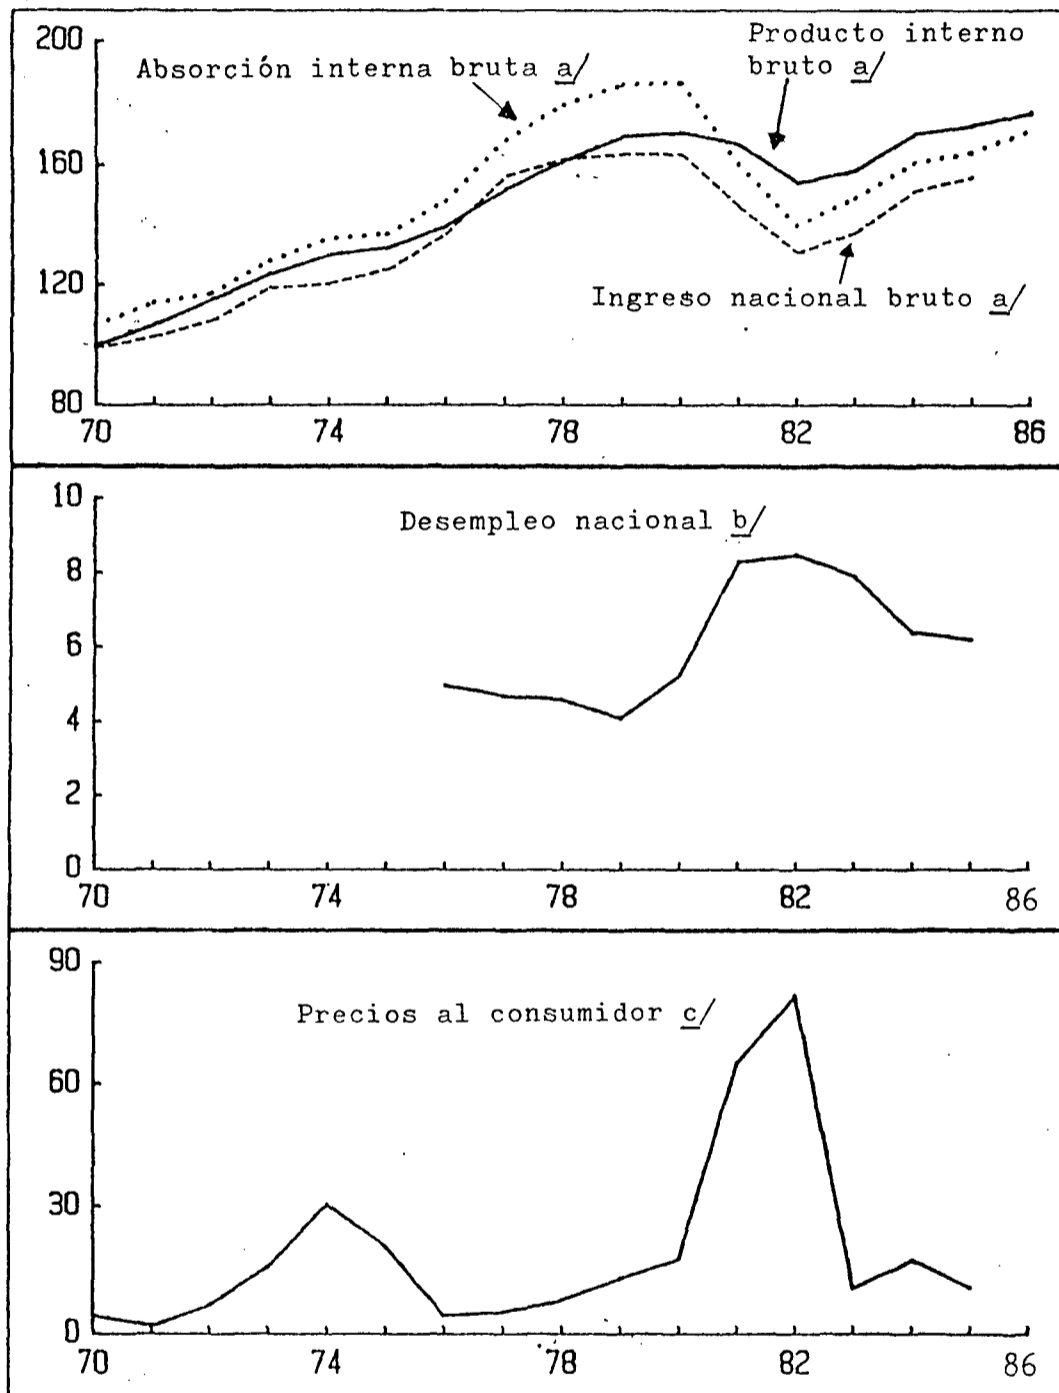 200
160
120
80
Absorción interna bruta a/
Producto interno
bruto a/
Ingreso nacional bruto a/
70 74 78 82 86
10
8
6
4
2
0
Desempleo nacional b/
70 74 78 82 86
90
60
30
0
Precios al consumidor c/
70 74 78 82 86